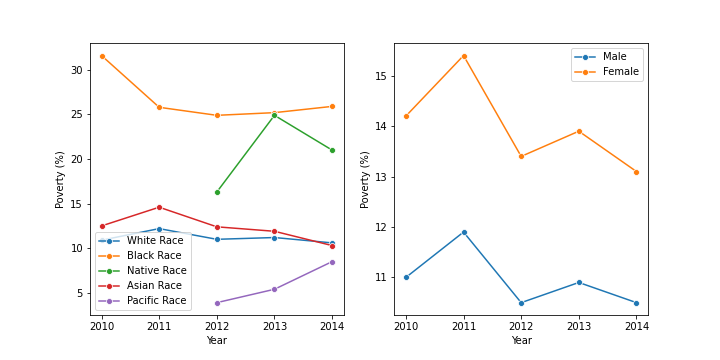 30
25
20
15
10
5
Poverty (%)
White Race
Black Race
Native Race
Asian Race
Pacific Race
2010 2011 2012 2013 2014
Year
15
14
13
12
11
Poverty (%)
Male
Female
2010 2011 2012 2013 2014
Year